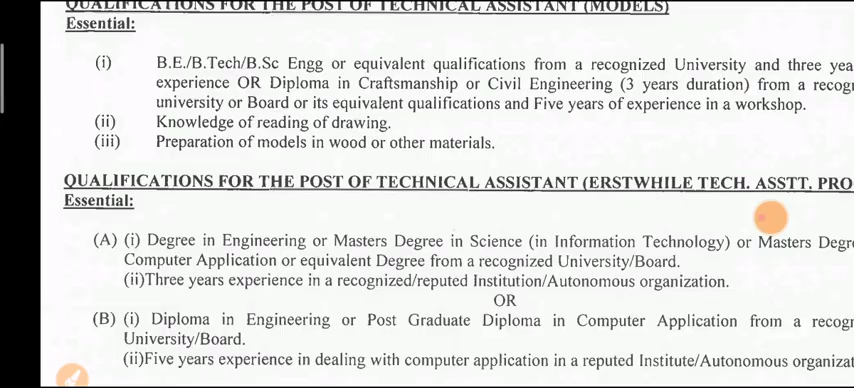 QUALIFICATIONS FOR THE POST OF TECHNICAL ASSISTANT (MODELS)
Essential:
(i) B.E./B.Tech/B.Sc Engg or equivalent qualifications from a recognized University and three yea
experience OR Diploma in Craftsmanship or Civil Engineering (3 years duration) from a recog
university or Board or its equivalent qualifications and Five years of experience in a workshop.
(ii) Knowledge of reading of drawing.
(iii) Preparation of models in wood or other materials.
QUALIFICATIONS FOR THE POST OF TECHNICAL ASSISTANT (ERSTWHILE TECH. ASSTT. PRO
Essential:
(A) (i) Degree in Engineering or Masters Degree in Science (in Information Technology) or Masters Degre
Computer Application or equivalent Degree from a recognized University/Board.
(ii)Three years experience in a recognized/reputed Institution/Autonomous organization.
OR
(B) (i) Diploma in Engineering or Post Graduate Diploma in Computer Application from a recogr
University/Board.
(ii)Five years experience in dealing with computer application in a reputed Institute/Autonomous organizat